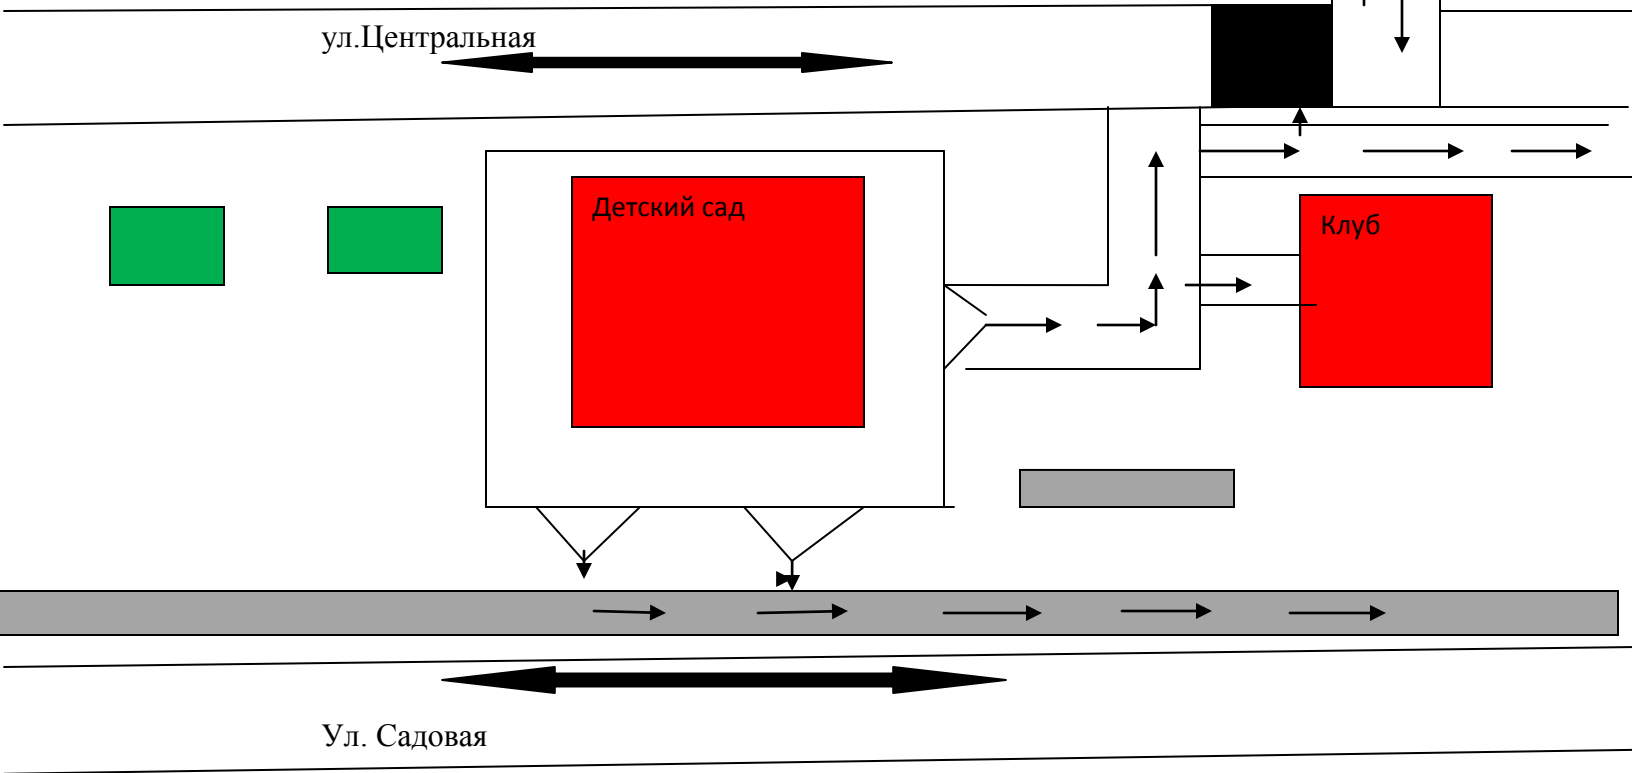 ул.Центральная
Детский сад
Клуб
Ул. Садовая